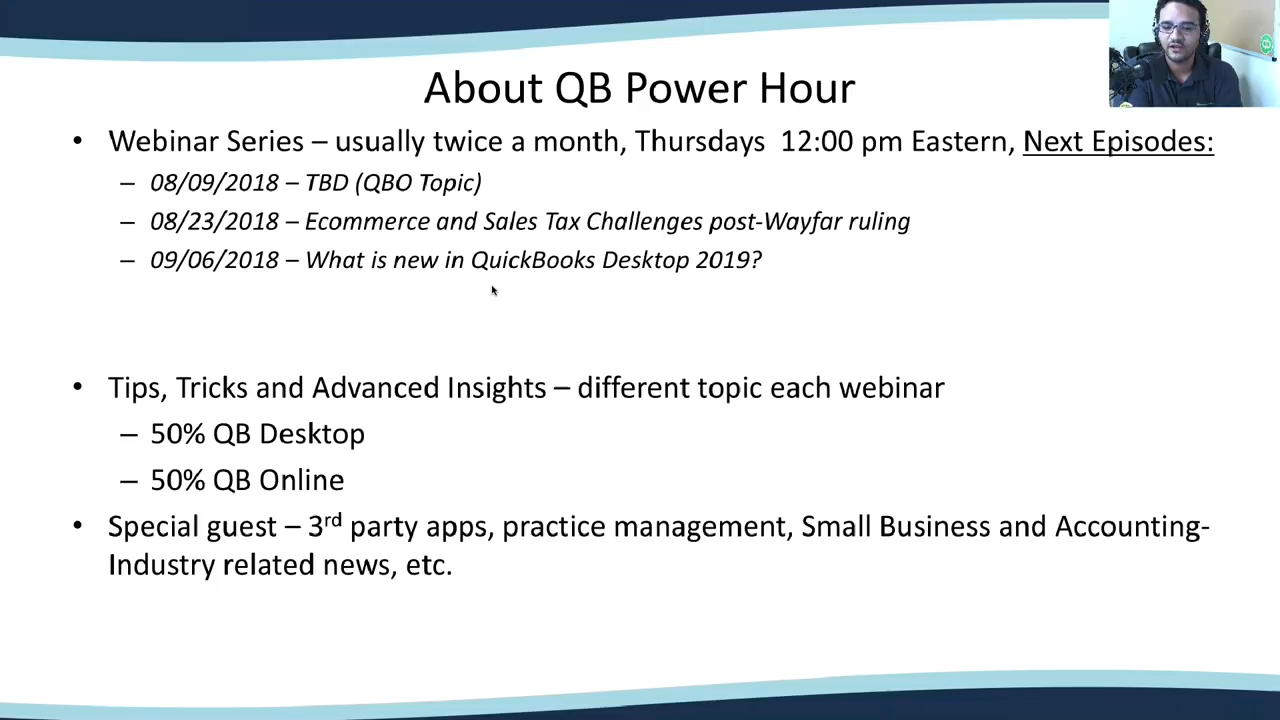 About QB Power Hour
• Webinar Series – usually twice a month, Thursdays 12:00 pm Eastern, Next Episodes:
– 08/09/2018 – TBD (QBO Topic)
– 08/23/2018 – Ecommerce and Sales Tax Challenges post-Wayfar ruling
– 09/06/2018 – What is new in QuickBooks Desktop 2019?
• Tips, Tricks and Advanced Insights – different topic each webinar
– 50% QB Desktop
– 50% QB Online
• Special guest – 3rd party apps, practice management, Small Business and Accounting-
Industry related news, etc.